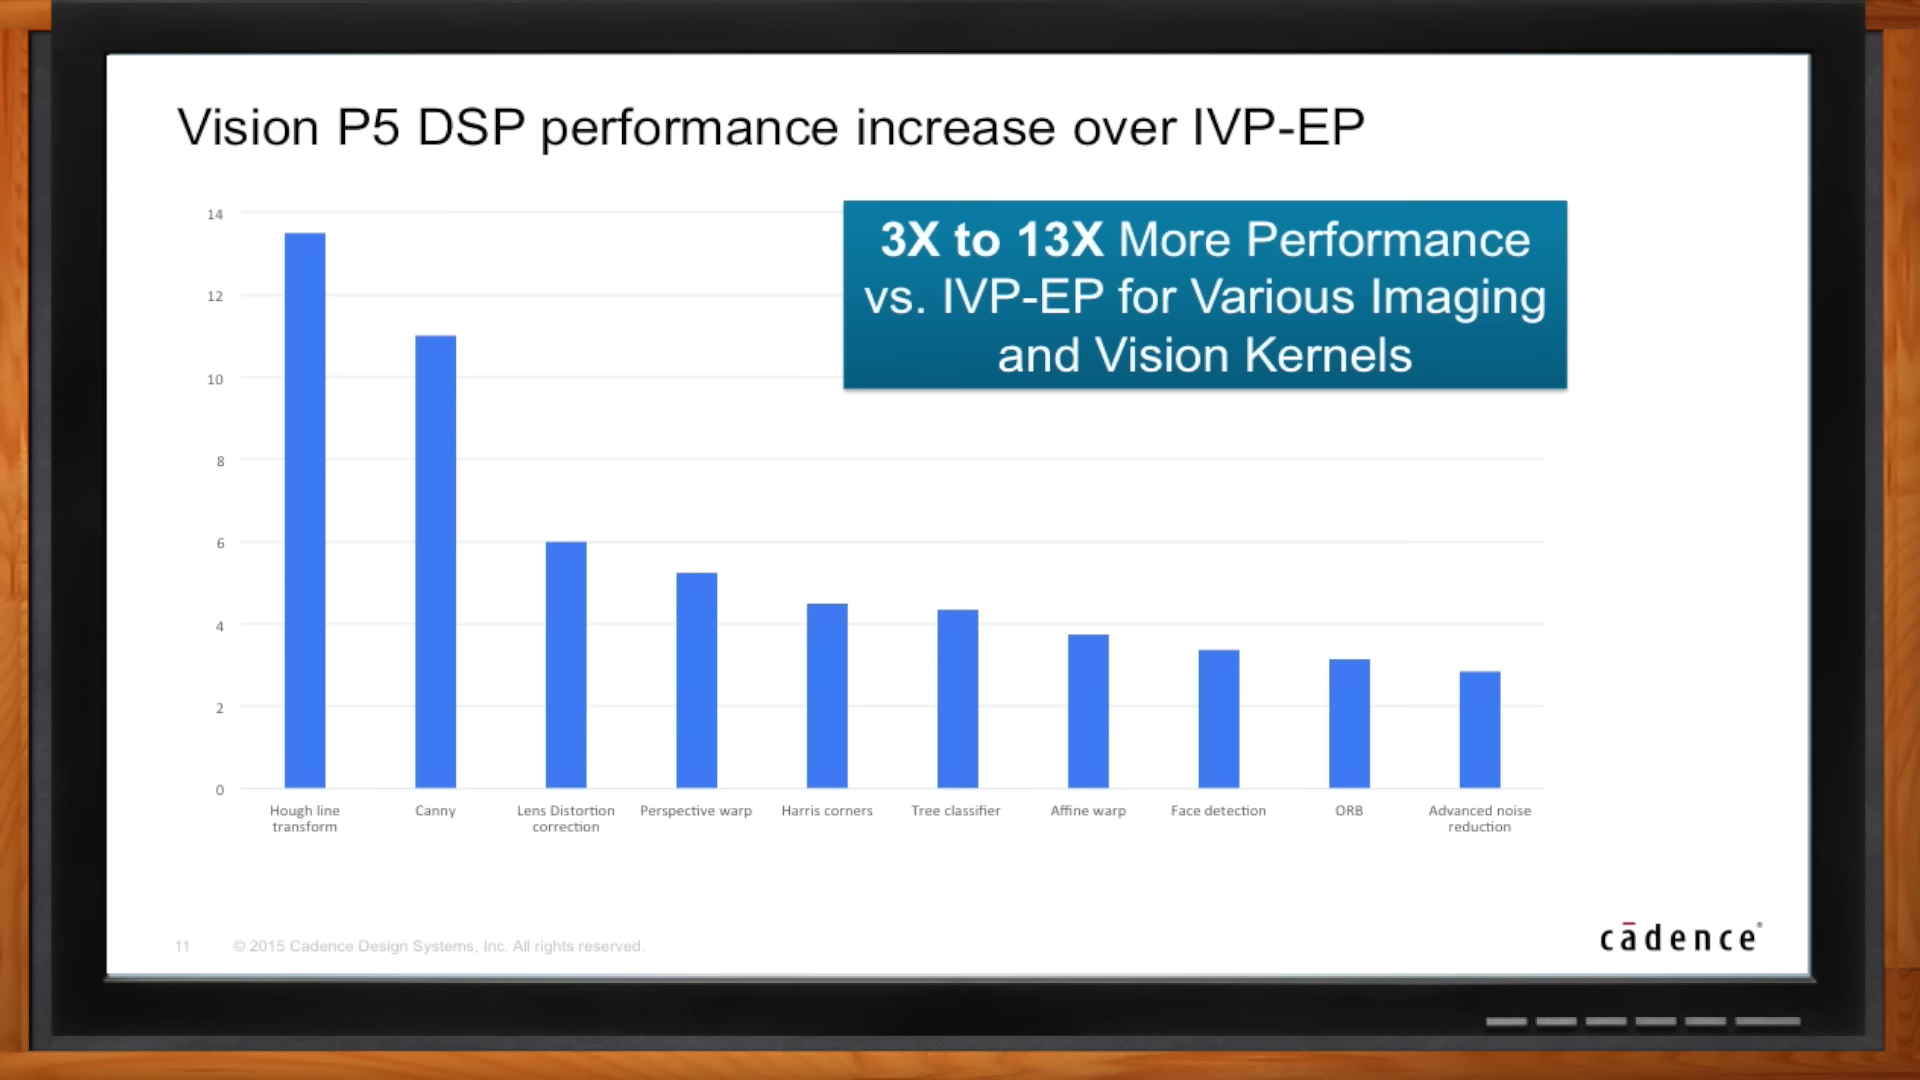 Vision P5 DSP performance increase over IVP-EP
3X to 13X More Performance
vs. IVP-EP for Various Imaging
and Vision Kernels
14
12
10
8
6
4
2
0
Hough line
transform
Canny
Lens Distortion
correction
Perspective warp
Harris corners
Tree classifier
Affine warp
Face detection
ORB
Advanced noise
reduction
11
© 2015 Cadence Design Systems, Inc. All rights reserved.
cādence®